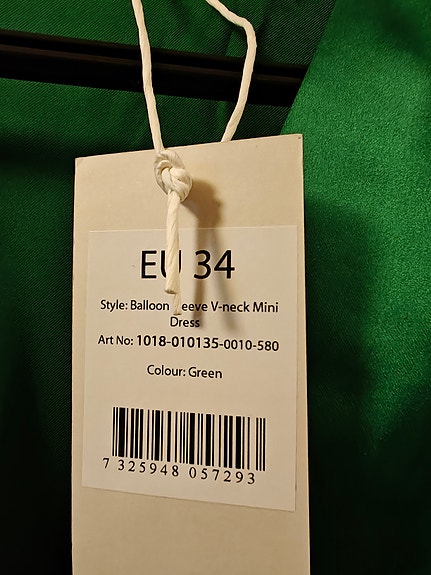 EU 34
Style: Balloon V-neck Mini
Dress
Art No: 1018-010135-0010-580
Colour: Green
7 325948 057293